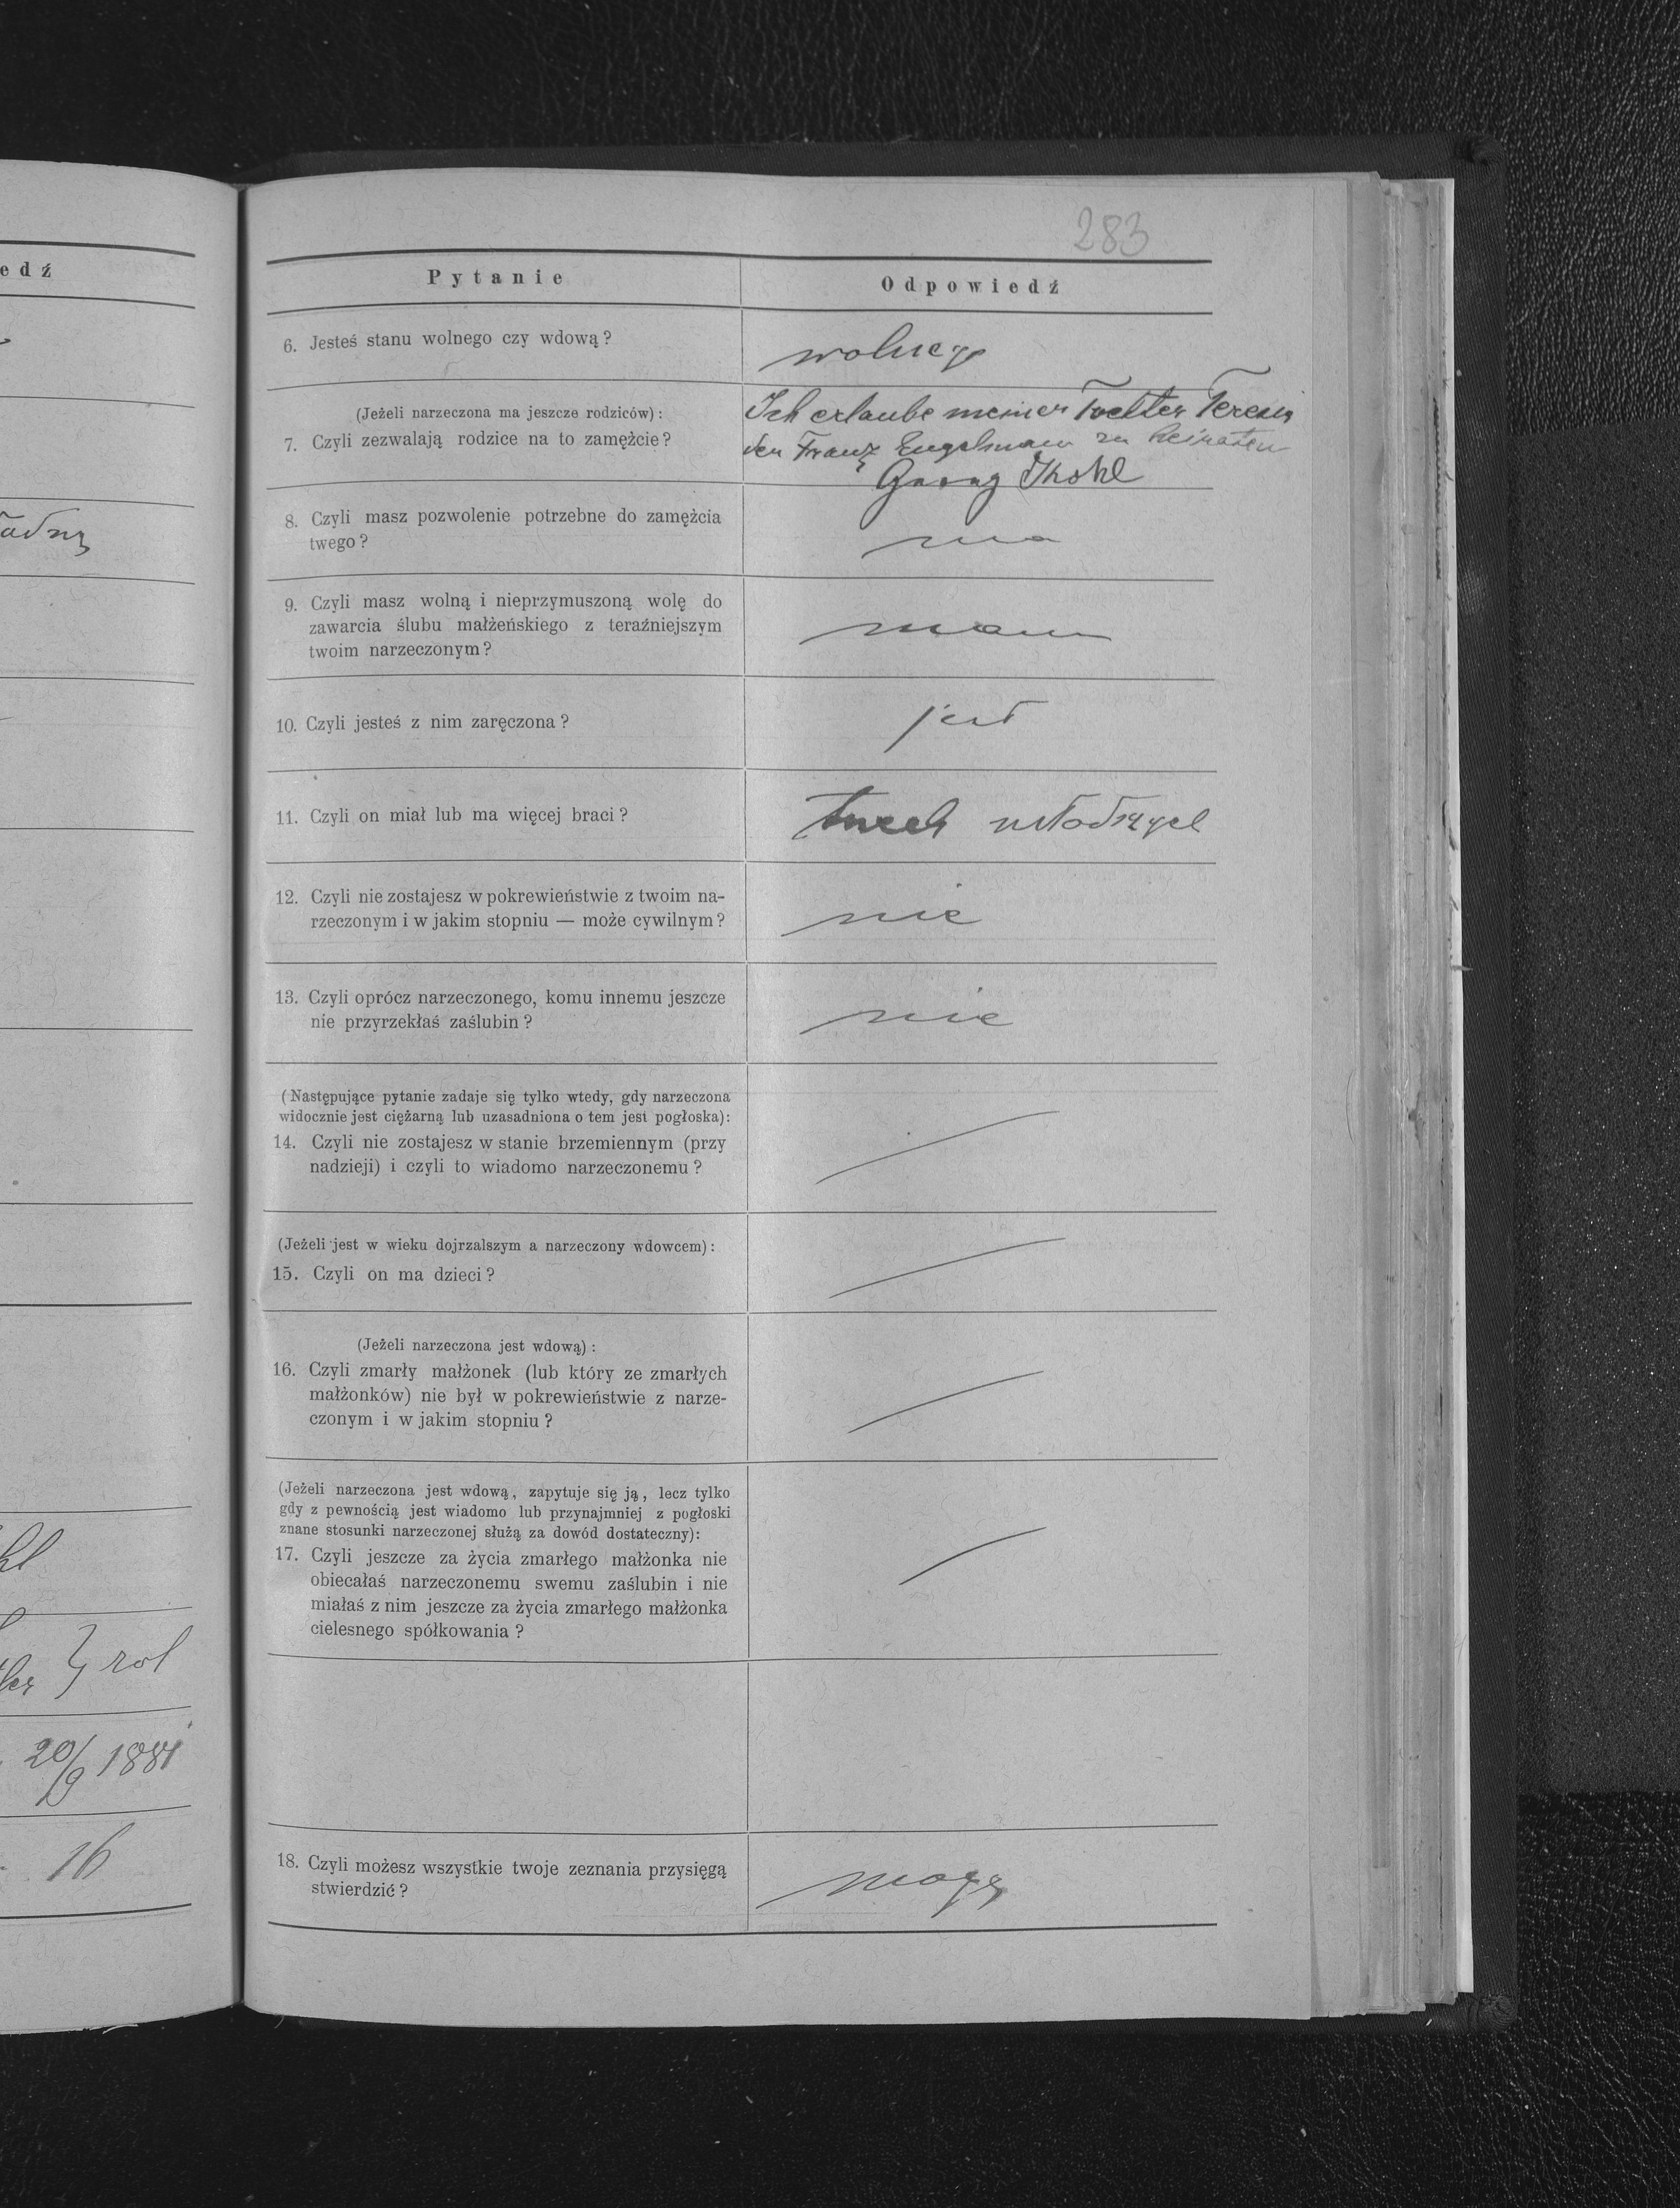 283
edź
Pytanie
Odpowiedź
6. Jesteś stanu wolnego czy wdową?
wolnego
(Jeżeli narzeczona ma jeszcze rodziców):
7. Czyli zezwalają rodzice na to zamężcie?
Ich erlaube meiner Tochter Teresia
den Franz Engelmann zu heiraten
Georg
8. Czyli masz pozwolenie potrzebne do zamężcia
twego?
ma
9. Czyli masz wolną i nieprzymuszoną wolę do
zawarcia ślubu małżeńskiego z teraźniejszym
twoim narzeczonym?
mam
10. Czyli jesteś z nim zaręczona?
jest
11. Czyli on miał lub ma więcej braci?
trzech młodszych
12. Czyli nie zostajesz w pokrewieństwie z twoim na-
rzeczonym i w jakim stopniu — może cywilnym?
nie
13. Czyli oprócz narzeczonego, komu innemu jeszcze
nie przyrzekłaś zaślubin?
nie
(Następujące pytanie zadaje się tylko wtedy, gdy narzeczona
widocznie jest ciężarną lub uzasadniona o tem jest pogłoska):
14. Czyli nie zostajesz w stanie brzemiennym (przy
nadzieji) i czyli to wiadomo narzeczonemu?
(Jeżeli jest w wieku dojrzalszym a narzeczony wdowcem):
15. Czyli on ma dzieci?
(Jeżeli narzeczona jest wdową):
16. Czyli zmarły małżonek (lub który ze zmarłych
małżonków) nie był w pokrewieństwie z narze-
czonym i w jakim stopniu?
(Jeżeli narzeczona jest wdową, zapytuje się ją, lecz tylko
gdy z pewnością jest wiadomo lub przynajmniej z pogłoski
znane stosunki narzeczonej służą za dowód dostateczny):
17. Czyli jeszcze za życia zmarłego małżonka nie
obiecałaś narzeczonemu swemu zaślubin i nie
miałaś z nim jeszcze za życia zmarłego małżonka
cielesnego spółkowania?
rol
20/9 1881
16
18. Czyli możesz wszystkie twoje zeznania przysięgą
stwierdzić?
mogę